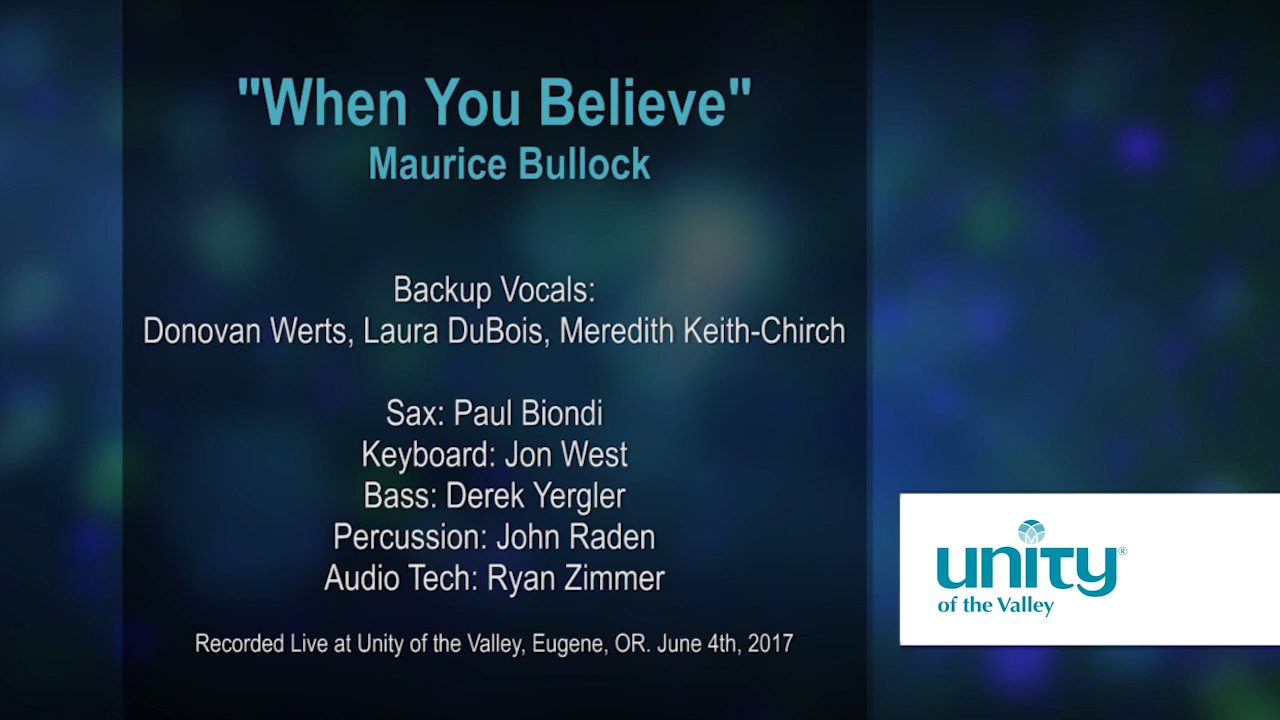 "When You Believe"
Maurice Bullock
Backup Vocals:
Donovan Werts, Laura DuBois, Meredith Keith-Chirch
Sax: Paul Biondi
Keyboard: Jon West
Bass: Derek Yergler
Percussion: John Raden
Audio Tech: Ryan Zimmer
Recorded Live at Unity of the Valley, Eugene, OR. June 4th, 2017
unity®
of the Valley